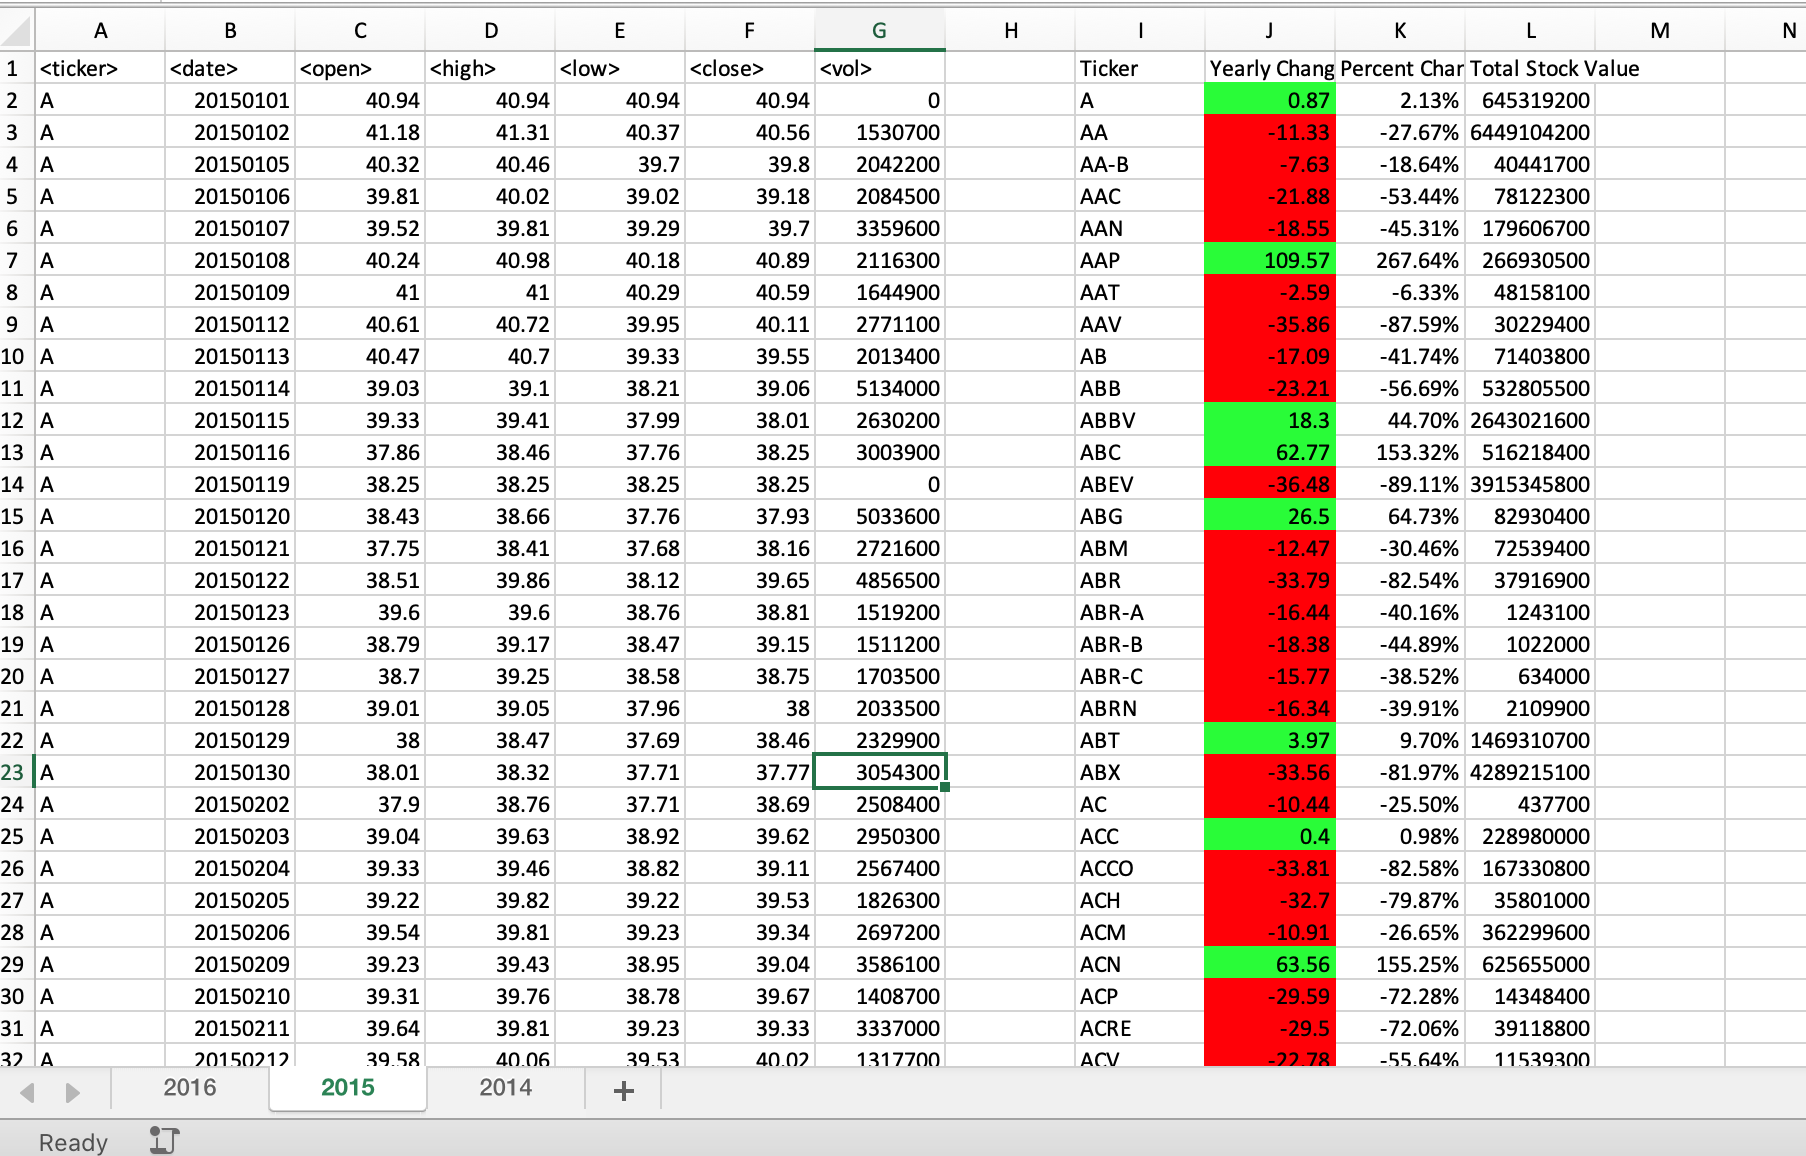 A B C D E F G H I J K L M N
1 <ticker> <date> <open> <high> <low> <close> <vol> Ticker Yearly Chang Percent Char Total Stock Value
2 A 20150101 40.94 40.94 40.94 40.94 0 A 0.87 2.13% 645319200
3 A 20150102 41.18 41.31 40.37 40.56 1530700 AA -11.33 -27.67% 6449104200
4 A 20150105 40.32 40.46 39.7 39.8 2042200 AA-B -7.63 -18.64% 40441700
5 A 20150106 39.81 40.02 39.02 39.18 2084500 AAC -21.88 -53.44% 78122300
6 A 20150107 39.52 39.81 39.29 39.7 3359600 AAN -18.55 -45.31% 179606700
7 A 20150108 40.24 40.98 40.18 40.89 2116300 AAP 109.57 267.64% 266930500
8 A 20150109 41 41 40.29 40.59 1644900 AAT -2.59 -6.33% 48158100
9 A 20150112 40.61 40.72 39.95 40.11 2771100 AAV -35.86 -87.59% 30229400
10 A 20150113 40.47 40.7 39.33 39.55 2013400 AB -17.09 -41.74% 71403800
11 A 20150114 39.03 39.1 38.21 39.06 5134000 ABB -23.21 -56.69% 532805500
12 A 20150115 39.33 39.41 37.99 38.01 2630200 ABBV 18.3 44.70% 2643021600
13 A 20150116 37.86 38.46 37.76 38.25 3003900 ABC 62.77 153.32% 516218400
14 A 20150119 38.25 38.25 38.25 38.25 0 ABEV -36.48 -89.11% 3915345800
15 A 20150120 38.43 38.66 37.76 37.93 5033600 ABG 26.5 64.73% 82930400
16 A 20150121 37.75 38.41 37.68 38.16 2721600 ABM -12.47 -30.46% 72539400
17 A 20150122 38.51 39.86 38.12 39.65 4856500 ABR -33.79 -82.54% 37916900
18 A 20150123 39.6 39.6 38.76 38.81 1519200 ABR-A -16.44 -40.16% 1243100
19 A 20150126 38.79 39.17 38.47 39.15 1511200 ABR-B -18.38 -44.89% 1022000
20 A 20150127 38.7 39.25 38.58 38.75 1703500 ABR-C -15.77 -38.52% 634000
21 A 20150128 39.01 39.05 37.96 38 2033500 ABRN -16.34 -39.91% 2109900
22 A 20150129 38 38.47 37.69 38.46 2329900 ABT 3.97 9.70% 1469310700
23 A 20150130 38.01 38.32 37.71 37.77 3054300 ABX -33.56 -81.97% 4289215100
24 A 20150202 37.9 38.76 37.71 38.69 2508400 AC -10.44 -25.50% 437700
25 A 20150203 39.04 39.63 38.92 39.62 2950300 ACC 0.4 0.98% 228980000
26 A 20150204 39.33 39.46 38.82 39.11 2567400 ACCO -33.81 -82.58% 167330800
27 A 20150205 39.22 39.82 39.22 39.53 1826300 ACH -32.7 -79.87% 35801000
28 A 20150206 39.54 39.81 39.23 39.34 2697200 ACM -10.91 -26.65% 362299600
29 A 20150209 39.23 39.43 38.95 39.04 3586100 ACN 63.56 155.25% 625655000
30 A 20150210 39.31 39.76 38.78 39.67 1408700 ACP -29.59 -72.28% 14348400
31 A 20150211 39.64 39.81 39.23 39.33 3337000 ACRE -29.5 -72.06% 39118800
32 A 20150212 39.58 40.06 39.53 40.02 1317700 ACV -22.78 -55.64% 11539300
2016 2015 2014 +
Ready